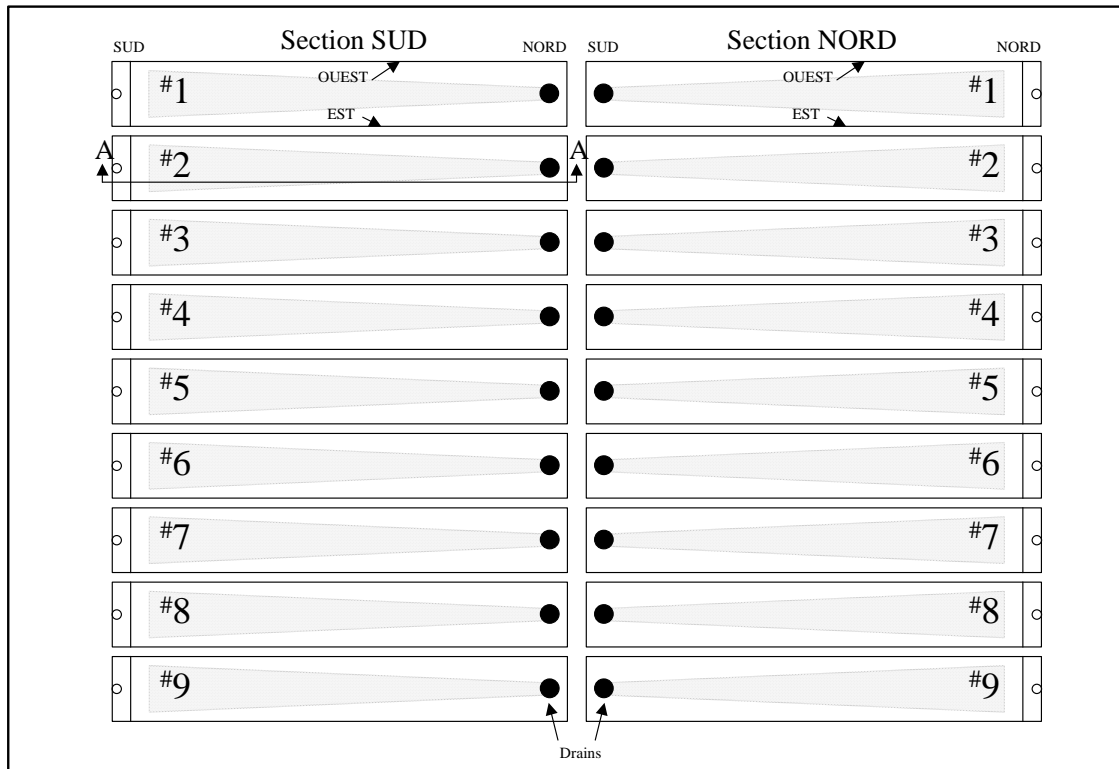 Section SUD Section NORD
SUD NORD SUD NORD
OUEST OUEST
#1 #1
EST EST
A A
#2 #2
#3 #3
#4 #4
#5 #5
#6 #6
#7 #7
#8 #8
#9 #9
Drains